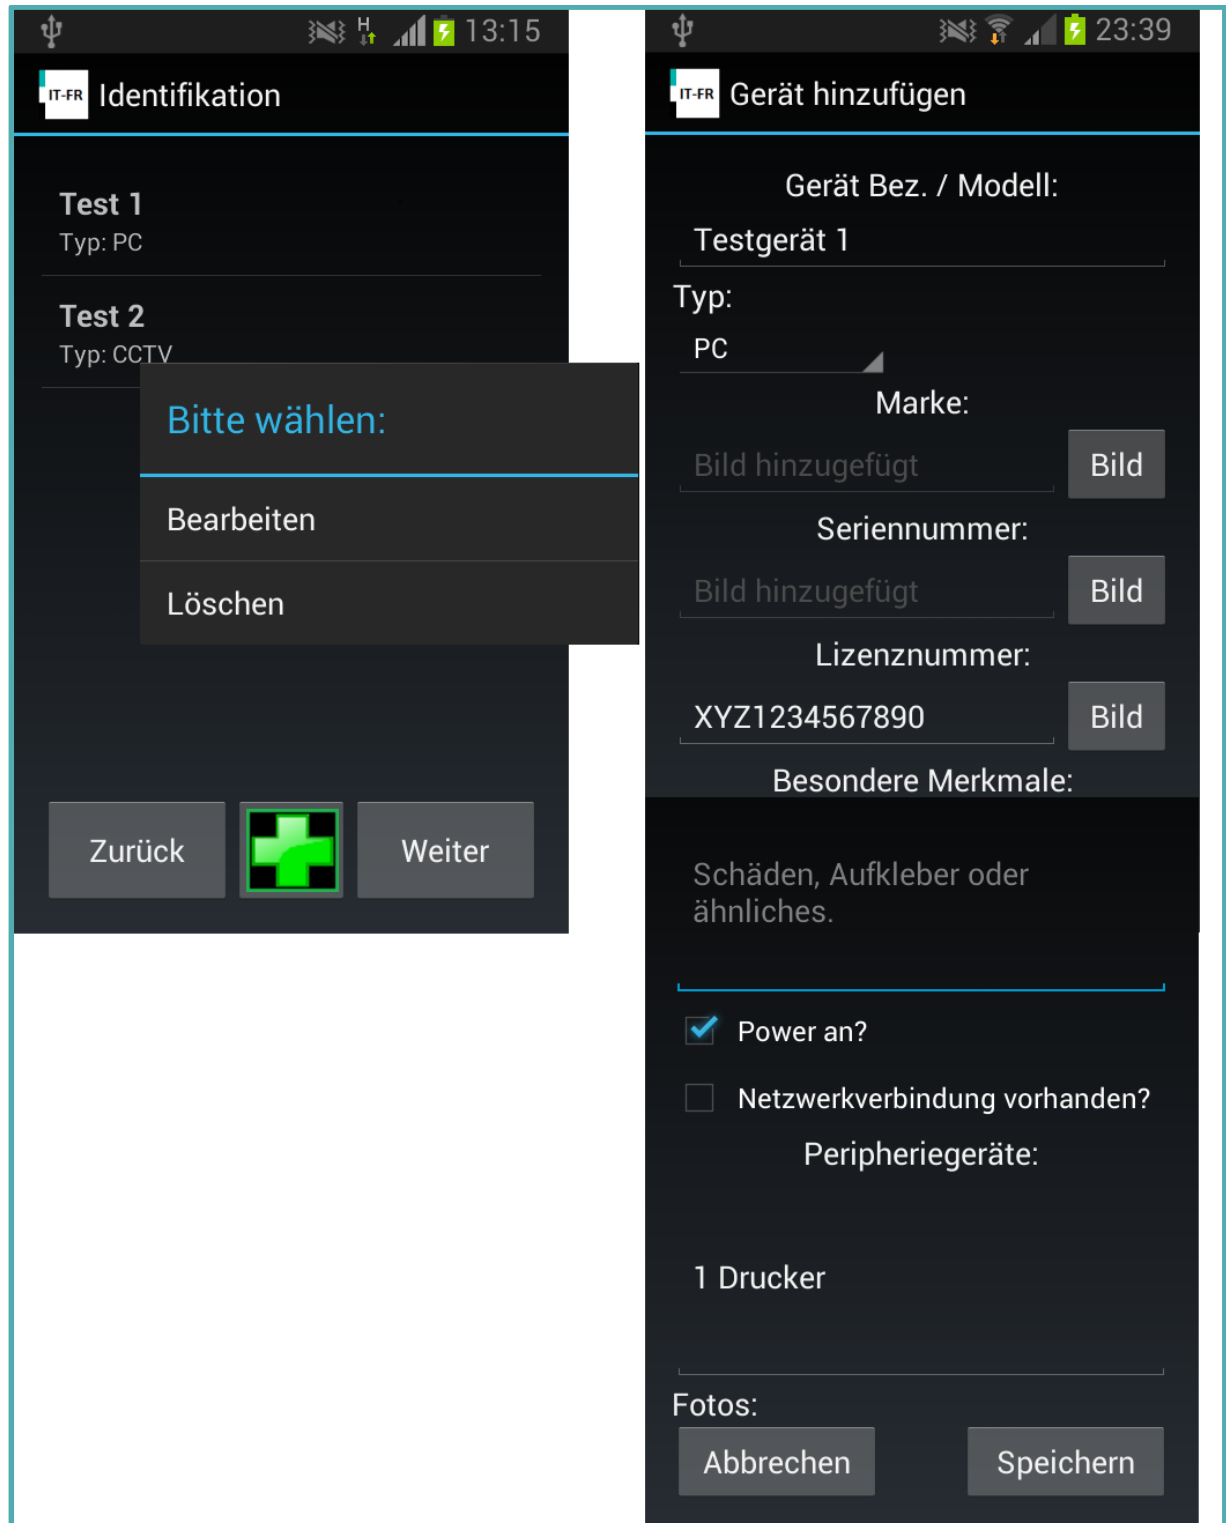 H
13:15
IT-FR Identifikation
Test 1
Typ: PC
Test 2
Typ: CCTV
Bitte wählen:
Bearbeiten
Löschen
Zurück
Weiter
23:39
IT-FR Gerät hinzufügen
Gerät Bez. / Modell:
Testgerät 1
Typ:
PC
Marke:
Bild hinzugefügt
Bild
Seriennummer:
Bild hinzugefügt
Bild
Lizenznummer:
XYZ1234567890
Bild
Besondere Merkmale:
Schäden, Aufkleber oder
ähnliches.
Power an?
Netzwerkverbindung vorhanden?
Peripheriegeräte:
1 Drucker
Fotos:
Abbrechen
Speichern